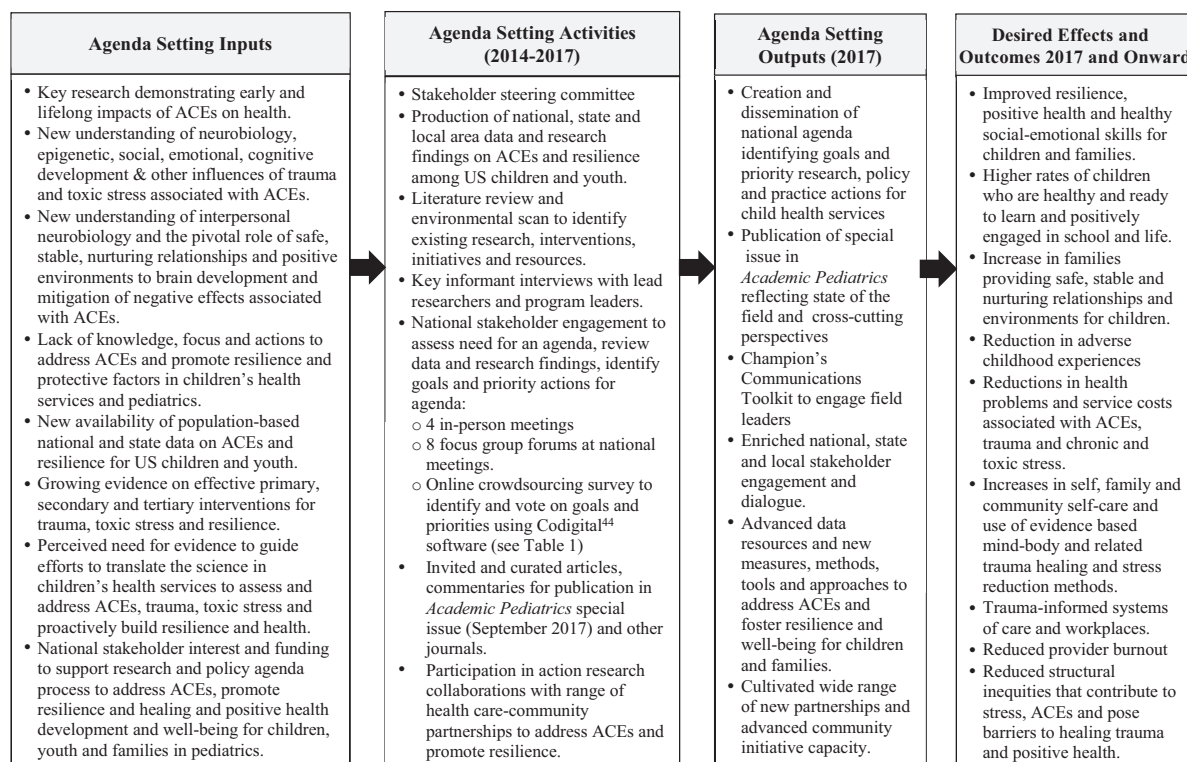 Agenda Setting Inputs
• Key research demonstrating early and
lifelong impacts of ACEs on health.
• New understanding of neurobiology,
epigenetic, social, emotional, cognitive
development & other influences of trauma
and toxic stress associated with ACEs.
• New understanding of interpersonal
neurobiology and the pivotal role of safe,
stable, nurturing relationships and positive
environments to brain development and
mitigation of negative effects associated
with ACEs.
• Lack of knowledge, focus and actions to
address ACEs and promote resilience and
protective factors in children's health
services and pediatrics.
• New availability of population-based
national and state data on ACEs and
resilience for US children and youth.
• Growing evidence on effective primary,
secondary and tertiary interventions for
trauma, toxic stress and resilience.
• Perceived need for evidence to guide
efforts to translate the science in
children's health services to assess and
address ACEs, trauma, toxic stress and
proactively build resilience and health.
• National stakeholder interest and funding
to support research and policy agenda
process to address ACEs, promote
resilience and healing and positive health
development and well-being for children,
youth and families in pediatrics.
Agenda Setting Activities
(2014-2017)
• Stakeholder steering committee
• Production of national, state and
local area data and research
findings on ACEs and resilience
among US children and youth.
• Literature review and
environmental scan to identify
existing research, interventions,
initiatives and resources.
• Key informant interviews with lead
researchers and program leaders.
• National stakeholder engagement to
assess need for an agenda, review
data and research findings, identify
goals and priority actions for
agenda:
o 4 in-person meetings
o 8 focus group forums at national
meetings.
o Online crowdsourcing survey to
identify and vote on goals and
priorities using Codigital44
software (see Table 1)
• Invited and curated articles,
commentaries for publication in
Academic Pediatrics special
issue (September 2017) and other
journals.
• Participation in action research
collaborations with range of
health care-community
partnerships to address ACEs and
promote resilience.
Agenda Setting
Outputs (2017)
• Creation and
dissemination of
national agenda
identifying goals and
priority research, policy
and practice actions for
child health services
• Publication of special
issue in
Academic Pediatrics
reflecting state of the
field and cross-cutting
perspectives
• Champion's
Communications
Toolkit to engage field
leaders
• Enriched national, state
and local stakeholder
engagement and
dialogue.
• Advanced data
resources and new
measures, methods,
tools and approaches to
address ACEs and
foster resilience and
well-being for children
and families.
• Cultivated wide range
of new partnerships and
advanced community
initiative capacity.
Desired Effects and
Outcomes 2017 and Onward
• Improved resilience,
positive health and healthy
social-emotional skills for
children and families.
• Higher rates of children
who are healthy and ready
to learn and positively
engaged in school and life.
• Increase in families
providing safe, stable and
nurturing relationships and
environments for children.
• Reduction in adverse
childhood experiences
• Reductions in health
problems and service costs
associated with ACEs,
trauma and chronic and
toxic stress.
• Increases in self, family and
community self-care and
use of evidence based
mind-body and related
trauma healing and stress
reduction methods.
• Trauma-informed systems
of care and workplaces.
• Reduced provider burnout
• Reduced structural
inequities that contribute to
stress, ACEs and pose
barriers to healing trauma
and positive health.